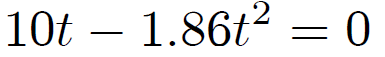 10t − 1.86t² = 0